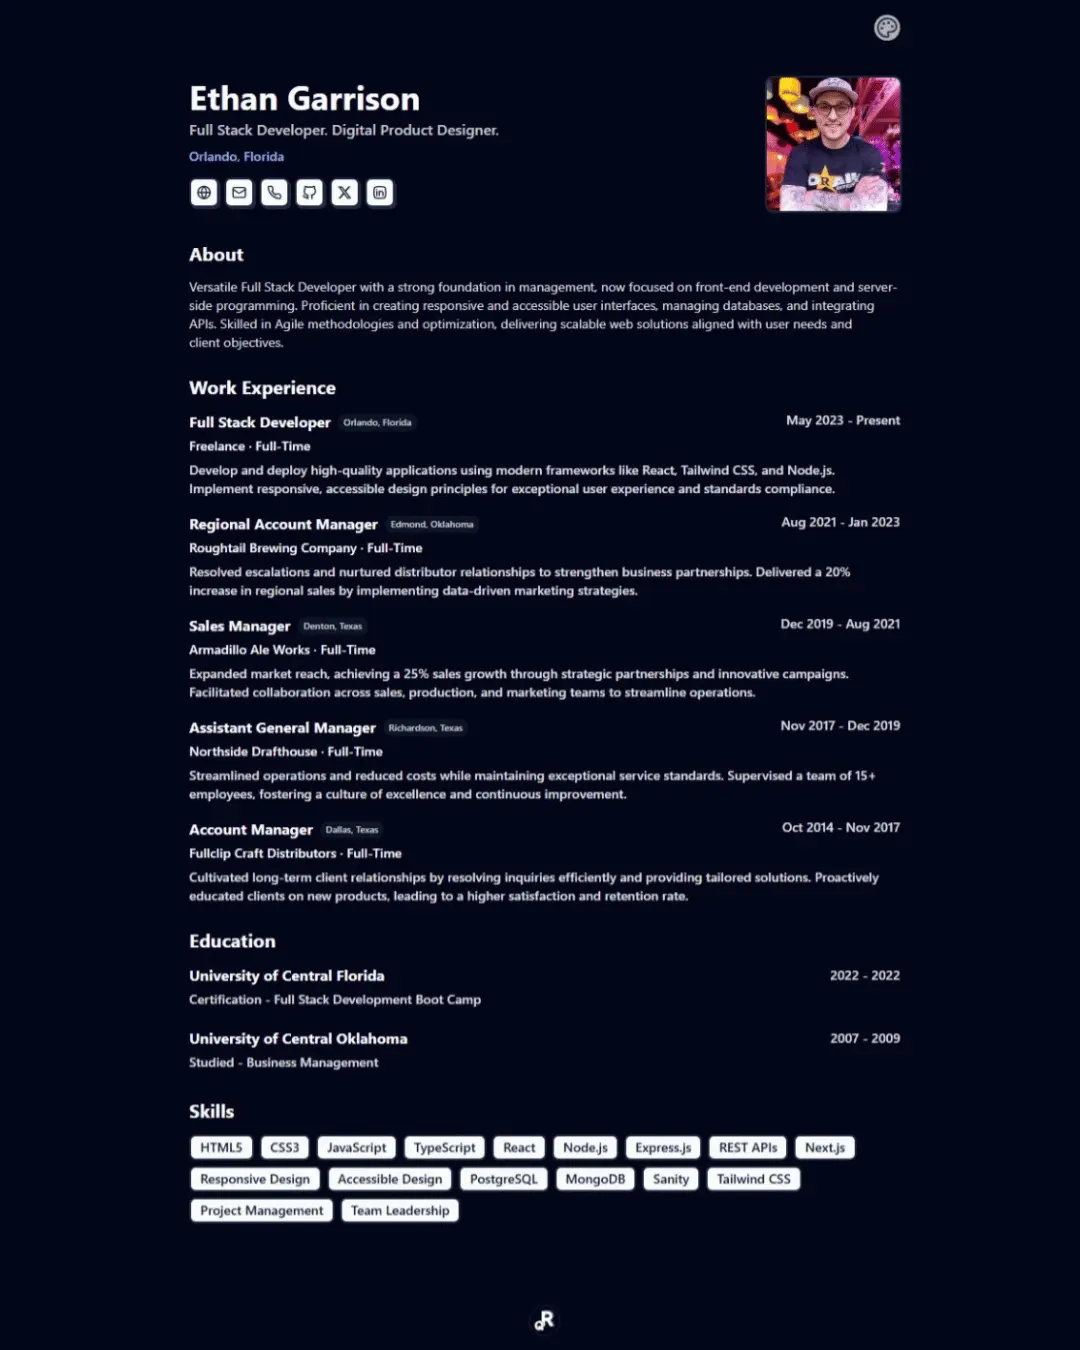 Ethan Garrison
Full Stack Developer. Digital Product Designer.
Orlando, Florida
About
Versatile Full Stack Developer with a strong foundation in management, now focused on front-end development and server-
side programming. Proficient in creating responsive and accessible user interfaces, managing databases, and integrating
APIs. Skilled in Agile methodologies and optimization, delivering scalable web solutions aligned with user needs and
client objectives.
Work Experience
Full Stack Developer Orlando, Florida May 2023 - Present
Freelance · Full-Time
Develop and deploy high-quality applications using modern frameworks like React, Tailwind CSS, and Node.js.
Implement responsive, accessible design principles for exceptional user experience and standards compliance.
Regional Account Manager Edmond, Oklahoma Aug 2021 - Jan 2023
Roughtail Brewing Company · Full-Time
Resolved escalations and nurtured distributor relationships to strengthen business partnerships. Delivered a 20%
increase in regional sales by implementing data-driven marketing strategies.
Sales Manager Denton, Texas Dec 2019 - Aug 2021
Armadillo Ale Works · Full-Time
Expanded market reach, achieving a 25% sales growth through strategic partnerships and innovative campaigns.
Facilitated collaboration across sales, production, and marketing teams to streamline operations.
Assistant General Manager Richardson, Texas Nov 2017 - Dec 2019
Northside Drafthouse · Full-Time
Streamlined operations and reduced costs while maintaining exceptional service standards. Supervised a team of 15+
employees, fostering a culture of excellence and continuous improvement.
Account Manager Dallas, Texas Oct 2014 - Nov 2017
Fullclip Craft Distributors · Full-Time
Cultivated long-term client relationships by resolving inquiries efficiently and providing tailored solutions. Proactively
educated clients on new products, leading to a higher satisfaction and retention rate.
Education
University of Central Florida 2022 - 2022
Certification - Full Stack Development Boot Camp
University of Central Oklahoma 2007 - 2009
Studied - Business Management
Skills
HTML5 CSS3 JavaScript TypeScript React Node.js Express.js REST APIs Next.js
Responsive Design Accessible Design PostgreSQL MongoDB Sanity Tailwind CSS
Project Management Team Leadership